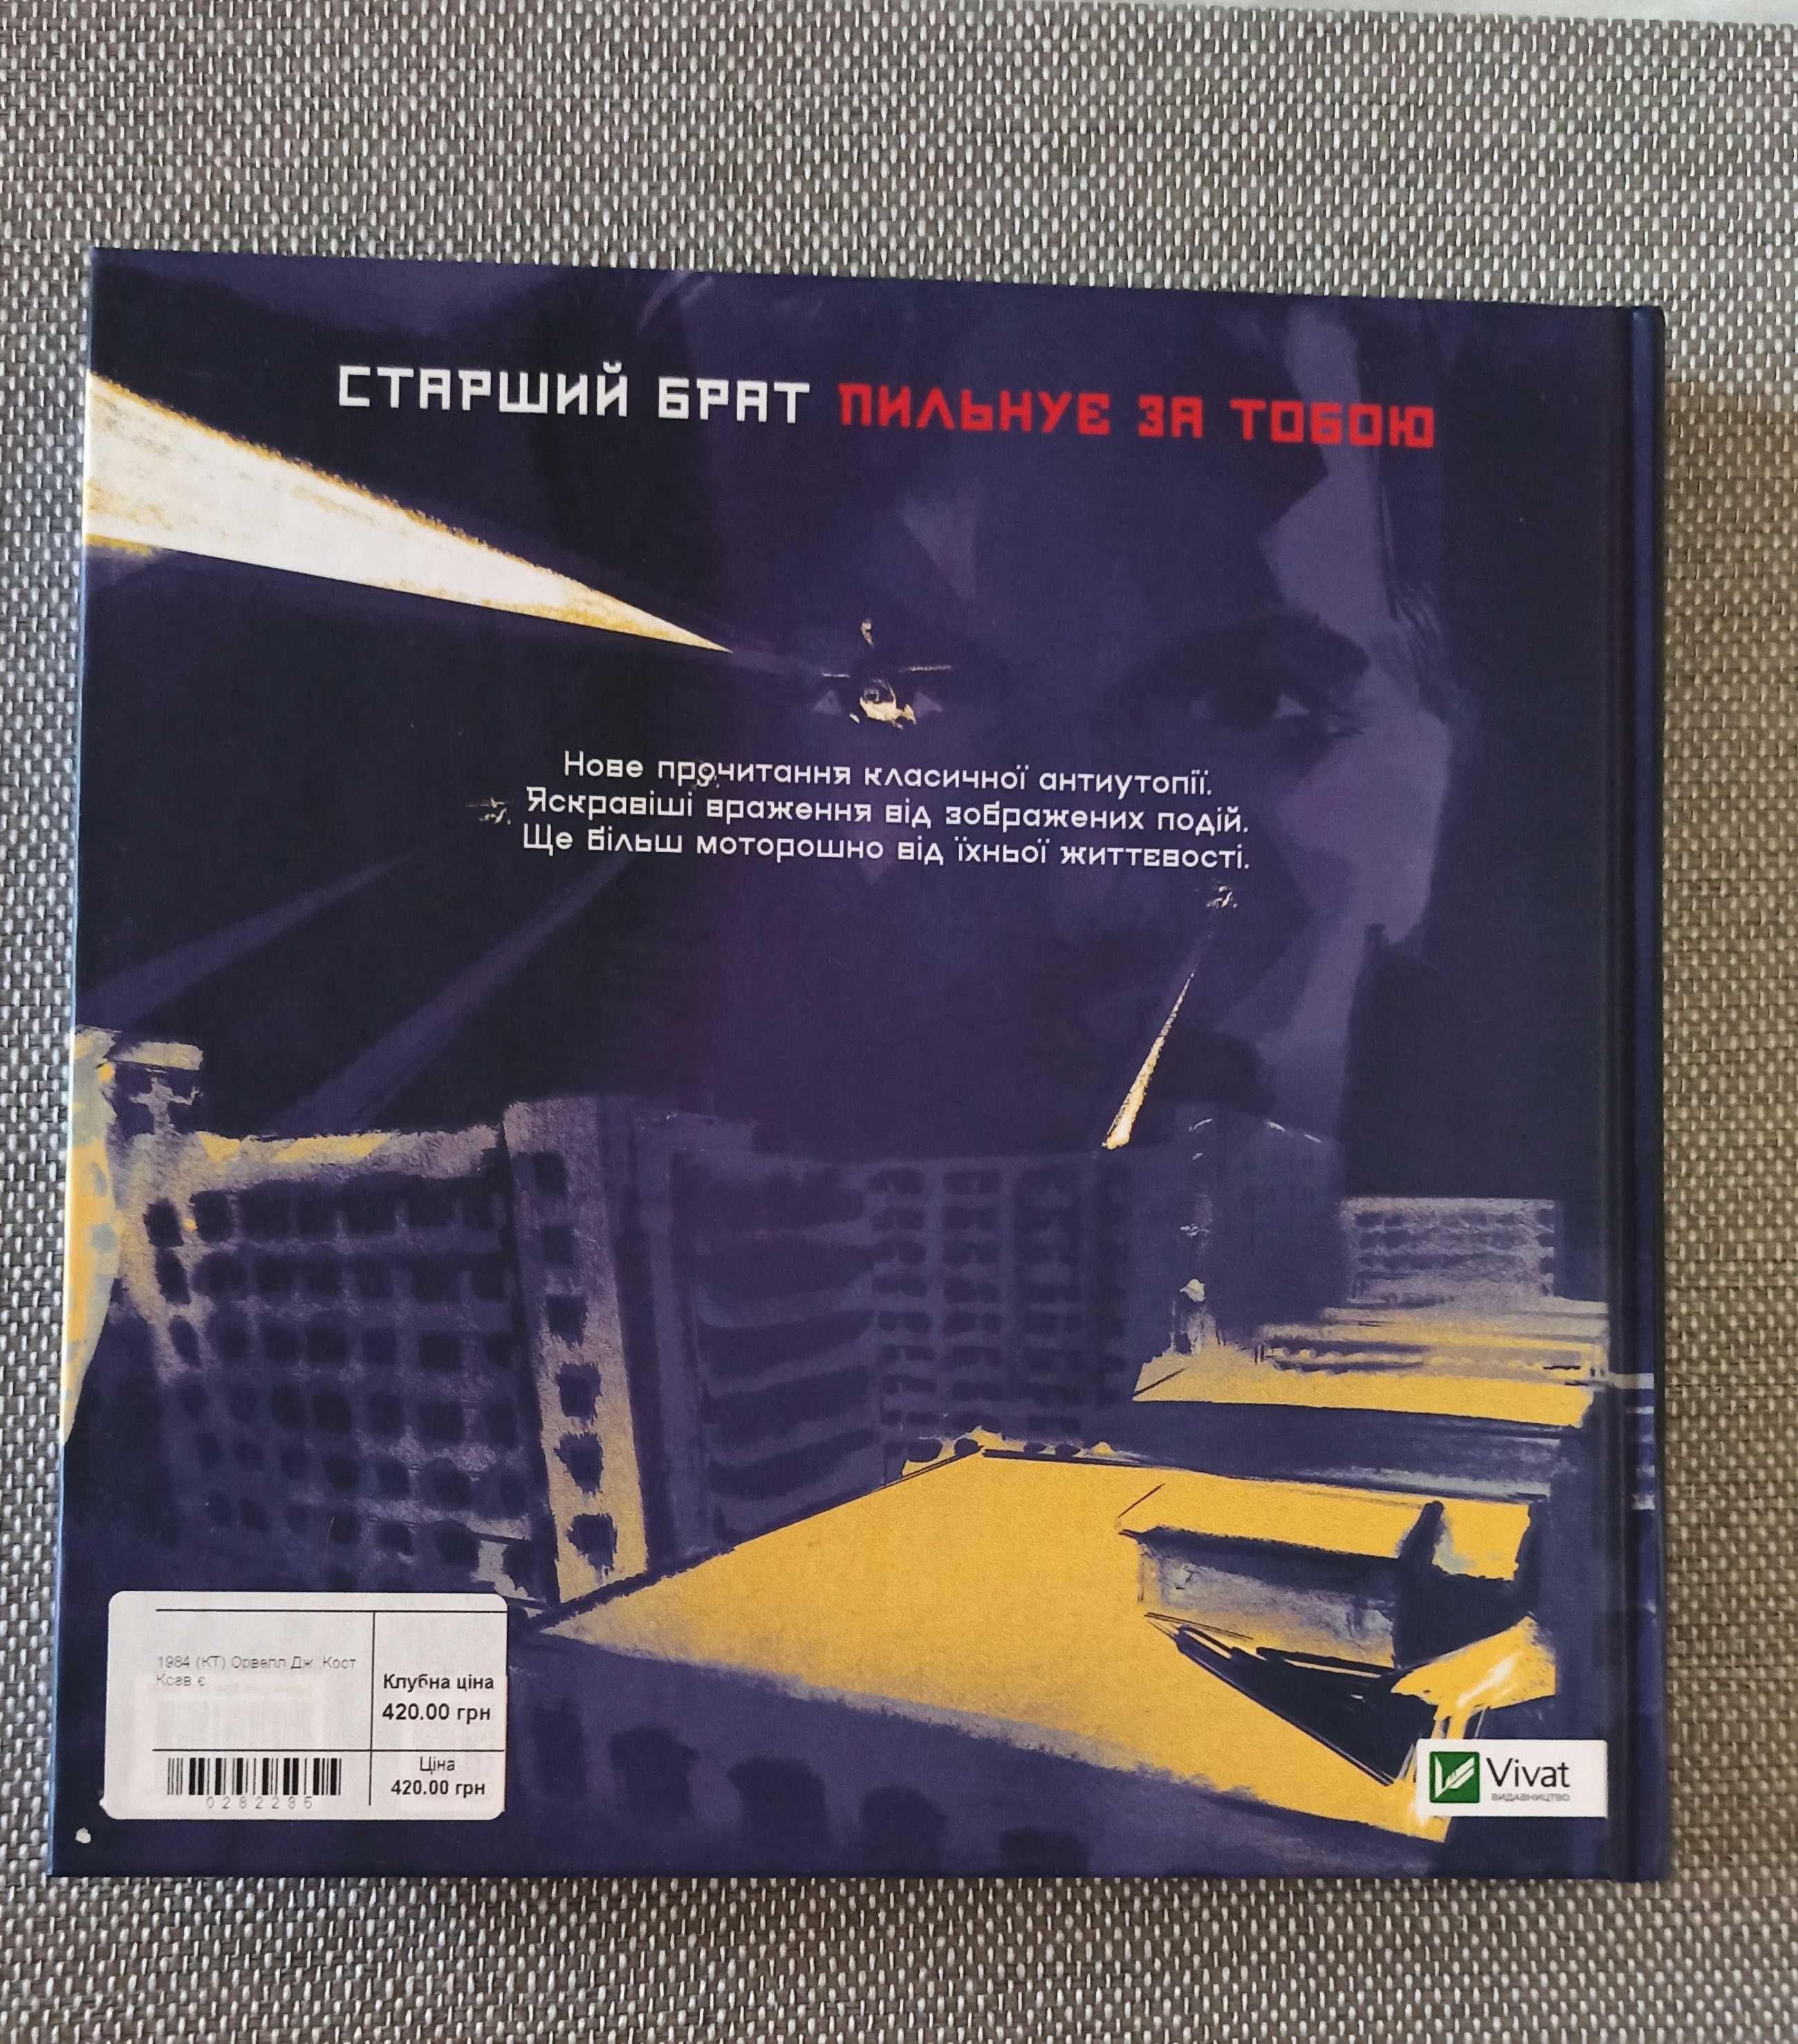 СТАРШИЙ БРАТ ПИЛЬНУЄ ЗА ТОБОЮ
Нове прочитання класичної антиутопії.
Яскравіші враження від зображених подій.
Ще більш моторошно від їхньої життєвості.
1984 (КТ) Орвелл Дж. Кост
Ксав є
Клубна ціна
420.00 грн
Ціна
420.00 грн
0282285
Vivat
ВИДАВНИЦТВО